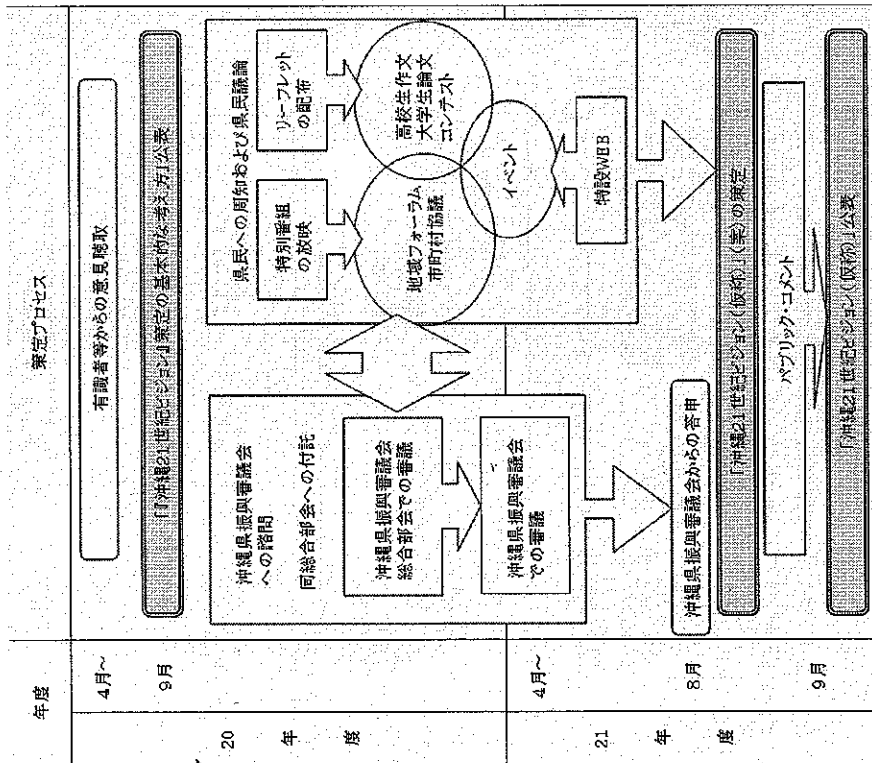 年度
策定プロセス
20年度
4月～
有識者等からの意見聴取
9月
「『沖縄21世紀ビジョン』策定の基本的な考え方」公表
沖縄県振興審議会
への諮問
同総合部会への付託
沖縄県振興審議会
総合部会での審議
沖縄県振興審議会
での審議
県民への周知および県民議論
特別番組
の放映
リーフレット
の配布
地域フォーラム
市町村協議
高校生作文
大学生論文
コンテスト
イベント
特設WEB
21年度
4月～
8月
沖縄県振興審議会からの答申
「沖縄21世紀ビジョン(仮称)」(案)の策定
パブリック・コメント
9月
「沖縄21世紀ビジョン(仮称)」公表